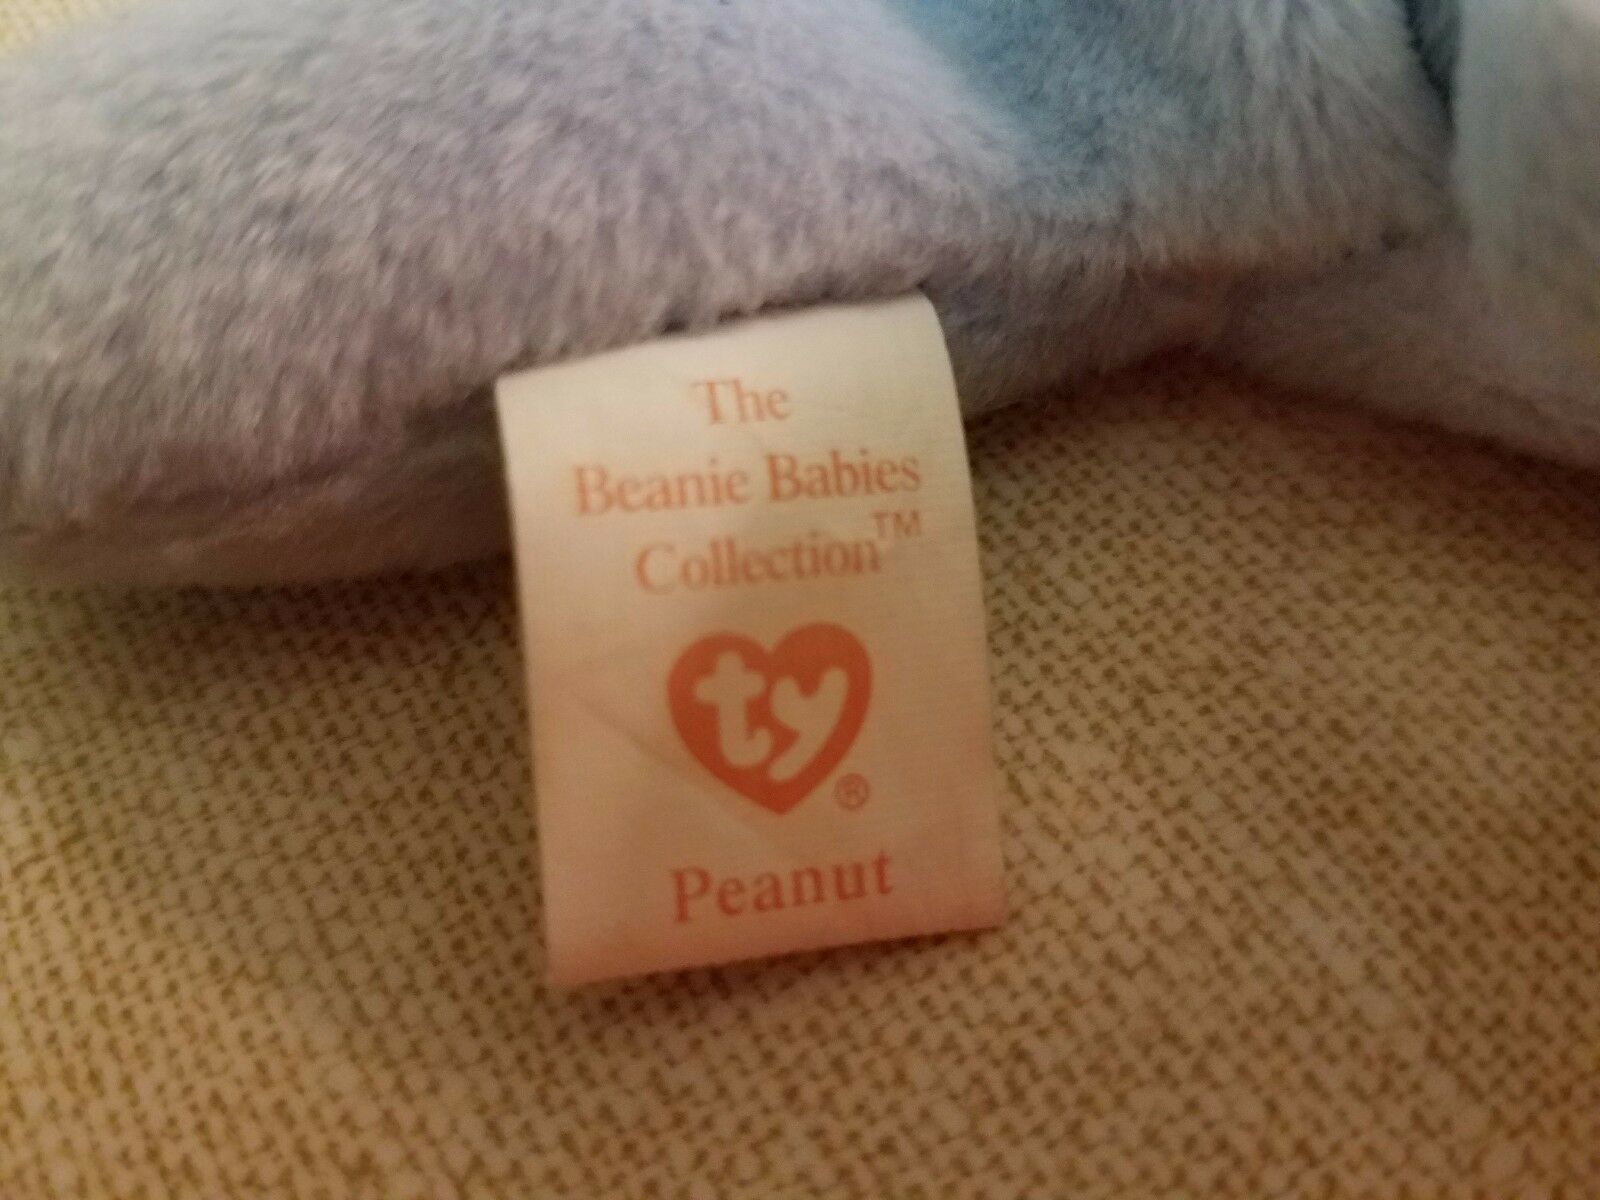 The
Beanie Babies
Collection™
ty®
Peanut